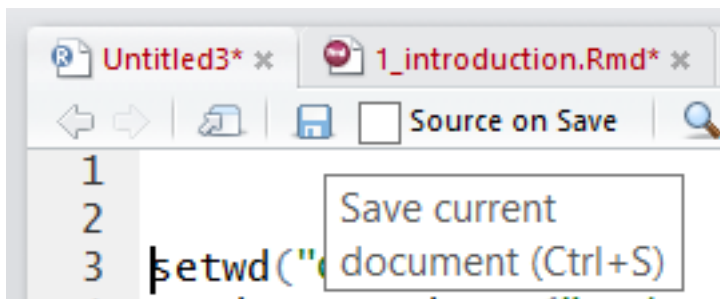 Untitled3* 1_introduction.Rmd*
Source on Save
1
2
3 setwd("
Save current
document (Ctrl+S)